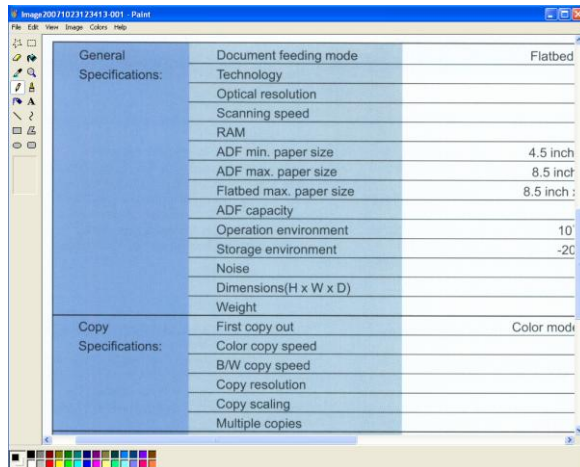 Image20071023123413-001 - Paint
File Edit View Image Colors Help
General Document feeding mode Flatbed
Specifications: Technology
Optical resolution
Scanning speed
RAM
ADF min. paper size 4.5 inch
ADF max. paper size 8.5 inch
Flatbed max. paper size 8.5 inch :
ADF capacity
Operation environment 10°
Storage environment -20
Noise
Dimensions(H x W x D)
Weight
Copy First copy out Color mode
Specifications: Color copy speed
B/W copy speed
Copy resolution
Copy scaling
Multiple copies